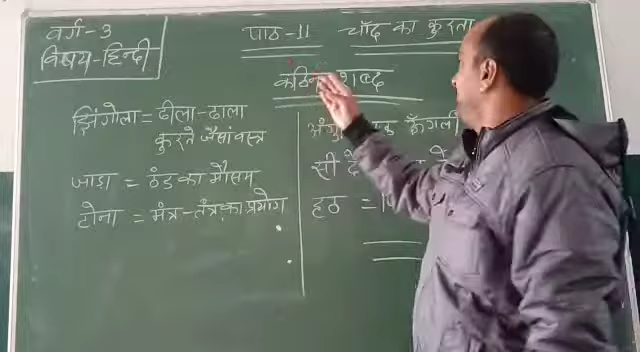 वर्ग-3
विषय-हिन्दी
पाठ-11 चाँद का कुरता
कठिन शब्द
झिंगोला = ढीला-ढाला
कुरते जैसा वस्त्र
जाड़ा = ठंड का मौसम
टोना = मंत्र-तंत्र का प्रयोग
ऊँगली
सी
हठ =